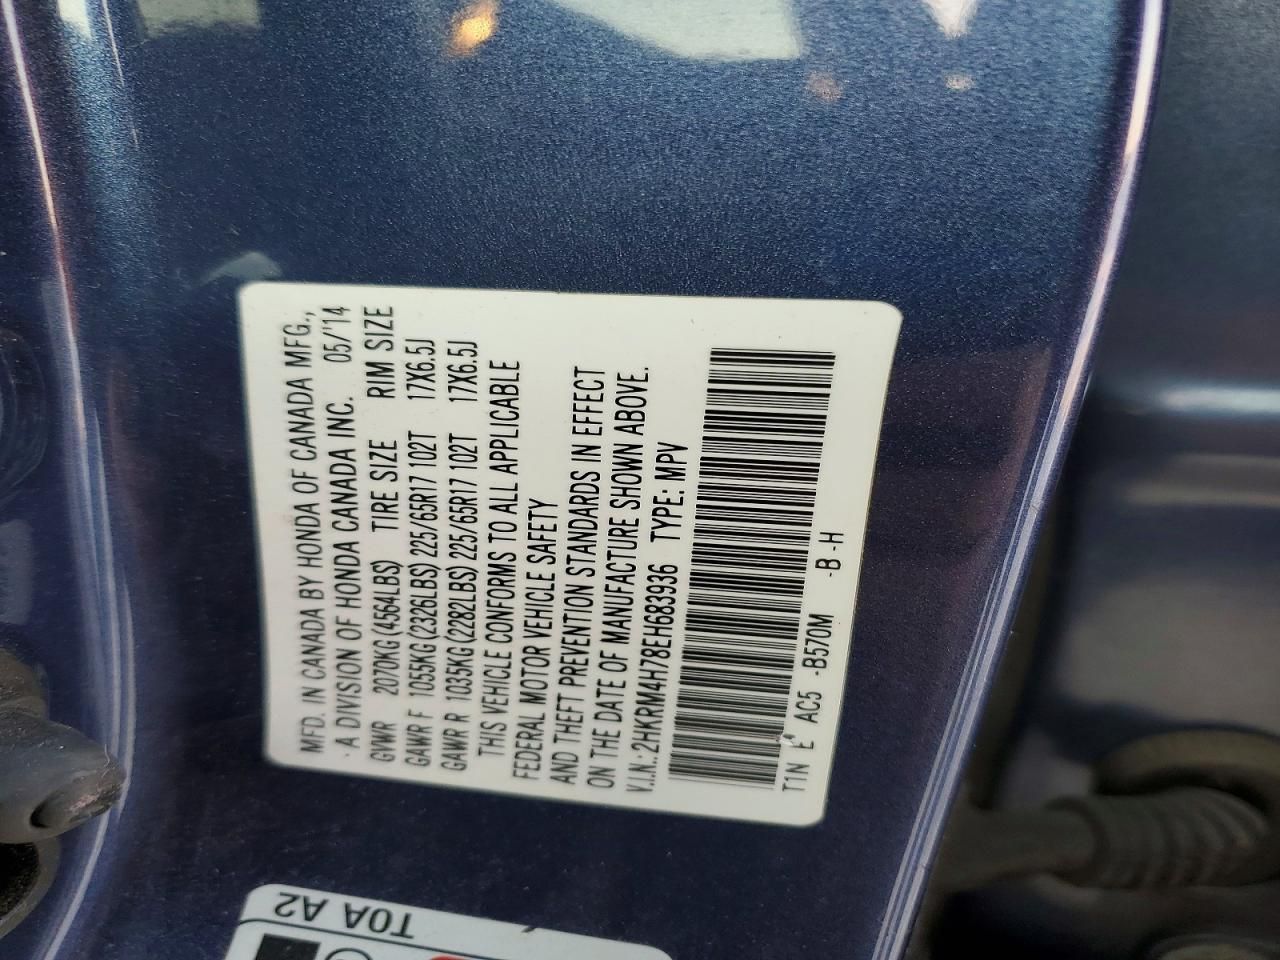 MFD. IN CANADA BY HONDA OF CANADA MFG.,
A DIVISION OF HONDA CANADA INC. 05/'14
GVWR 2070KG(4564LBS) TIRE SIZE RIM SIZE
GAWR F 1055KG(2326LBS) 225/65R17 102T 17X6.5J
GAWR R 1035KG(2282LBS) 225/65R17 102T 17X6.5J
THIS VEHICLE CONFORMS TO ALL APPLICABLE
FEDERAL MOTOR VEHICLE SAFETY
AND THEFT PREVENTION STANDARDS IN EFFECT
ON THE DATE OF MANUFACTURE SHOWN ABOVE.
V.I.N.:2HKRM4H78EH683936 TYPE: MPV
T1N E AC5 -B570M -B-H
T0A A2